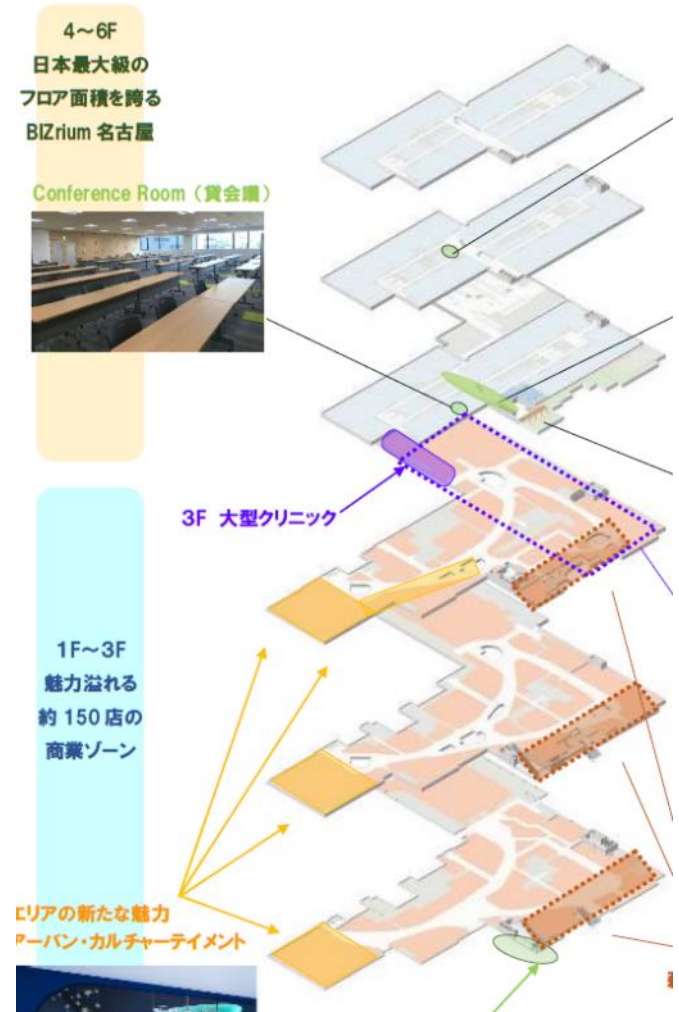 4～6F
日本最大級の
フロア面積を誇る
BIZrium 名古屋
Conference Room（貸会議）
3F 大型クリニック
1F～3F
魅力溢れる
約150店の
商業ゾーン
エリアの新たな魅力
アーバン・カルチャーテイメント